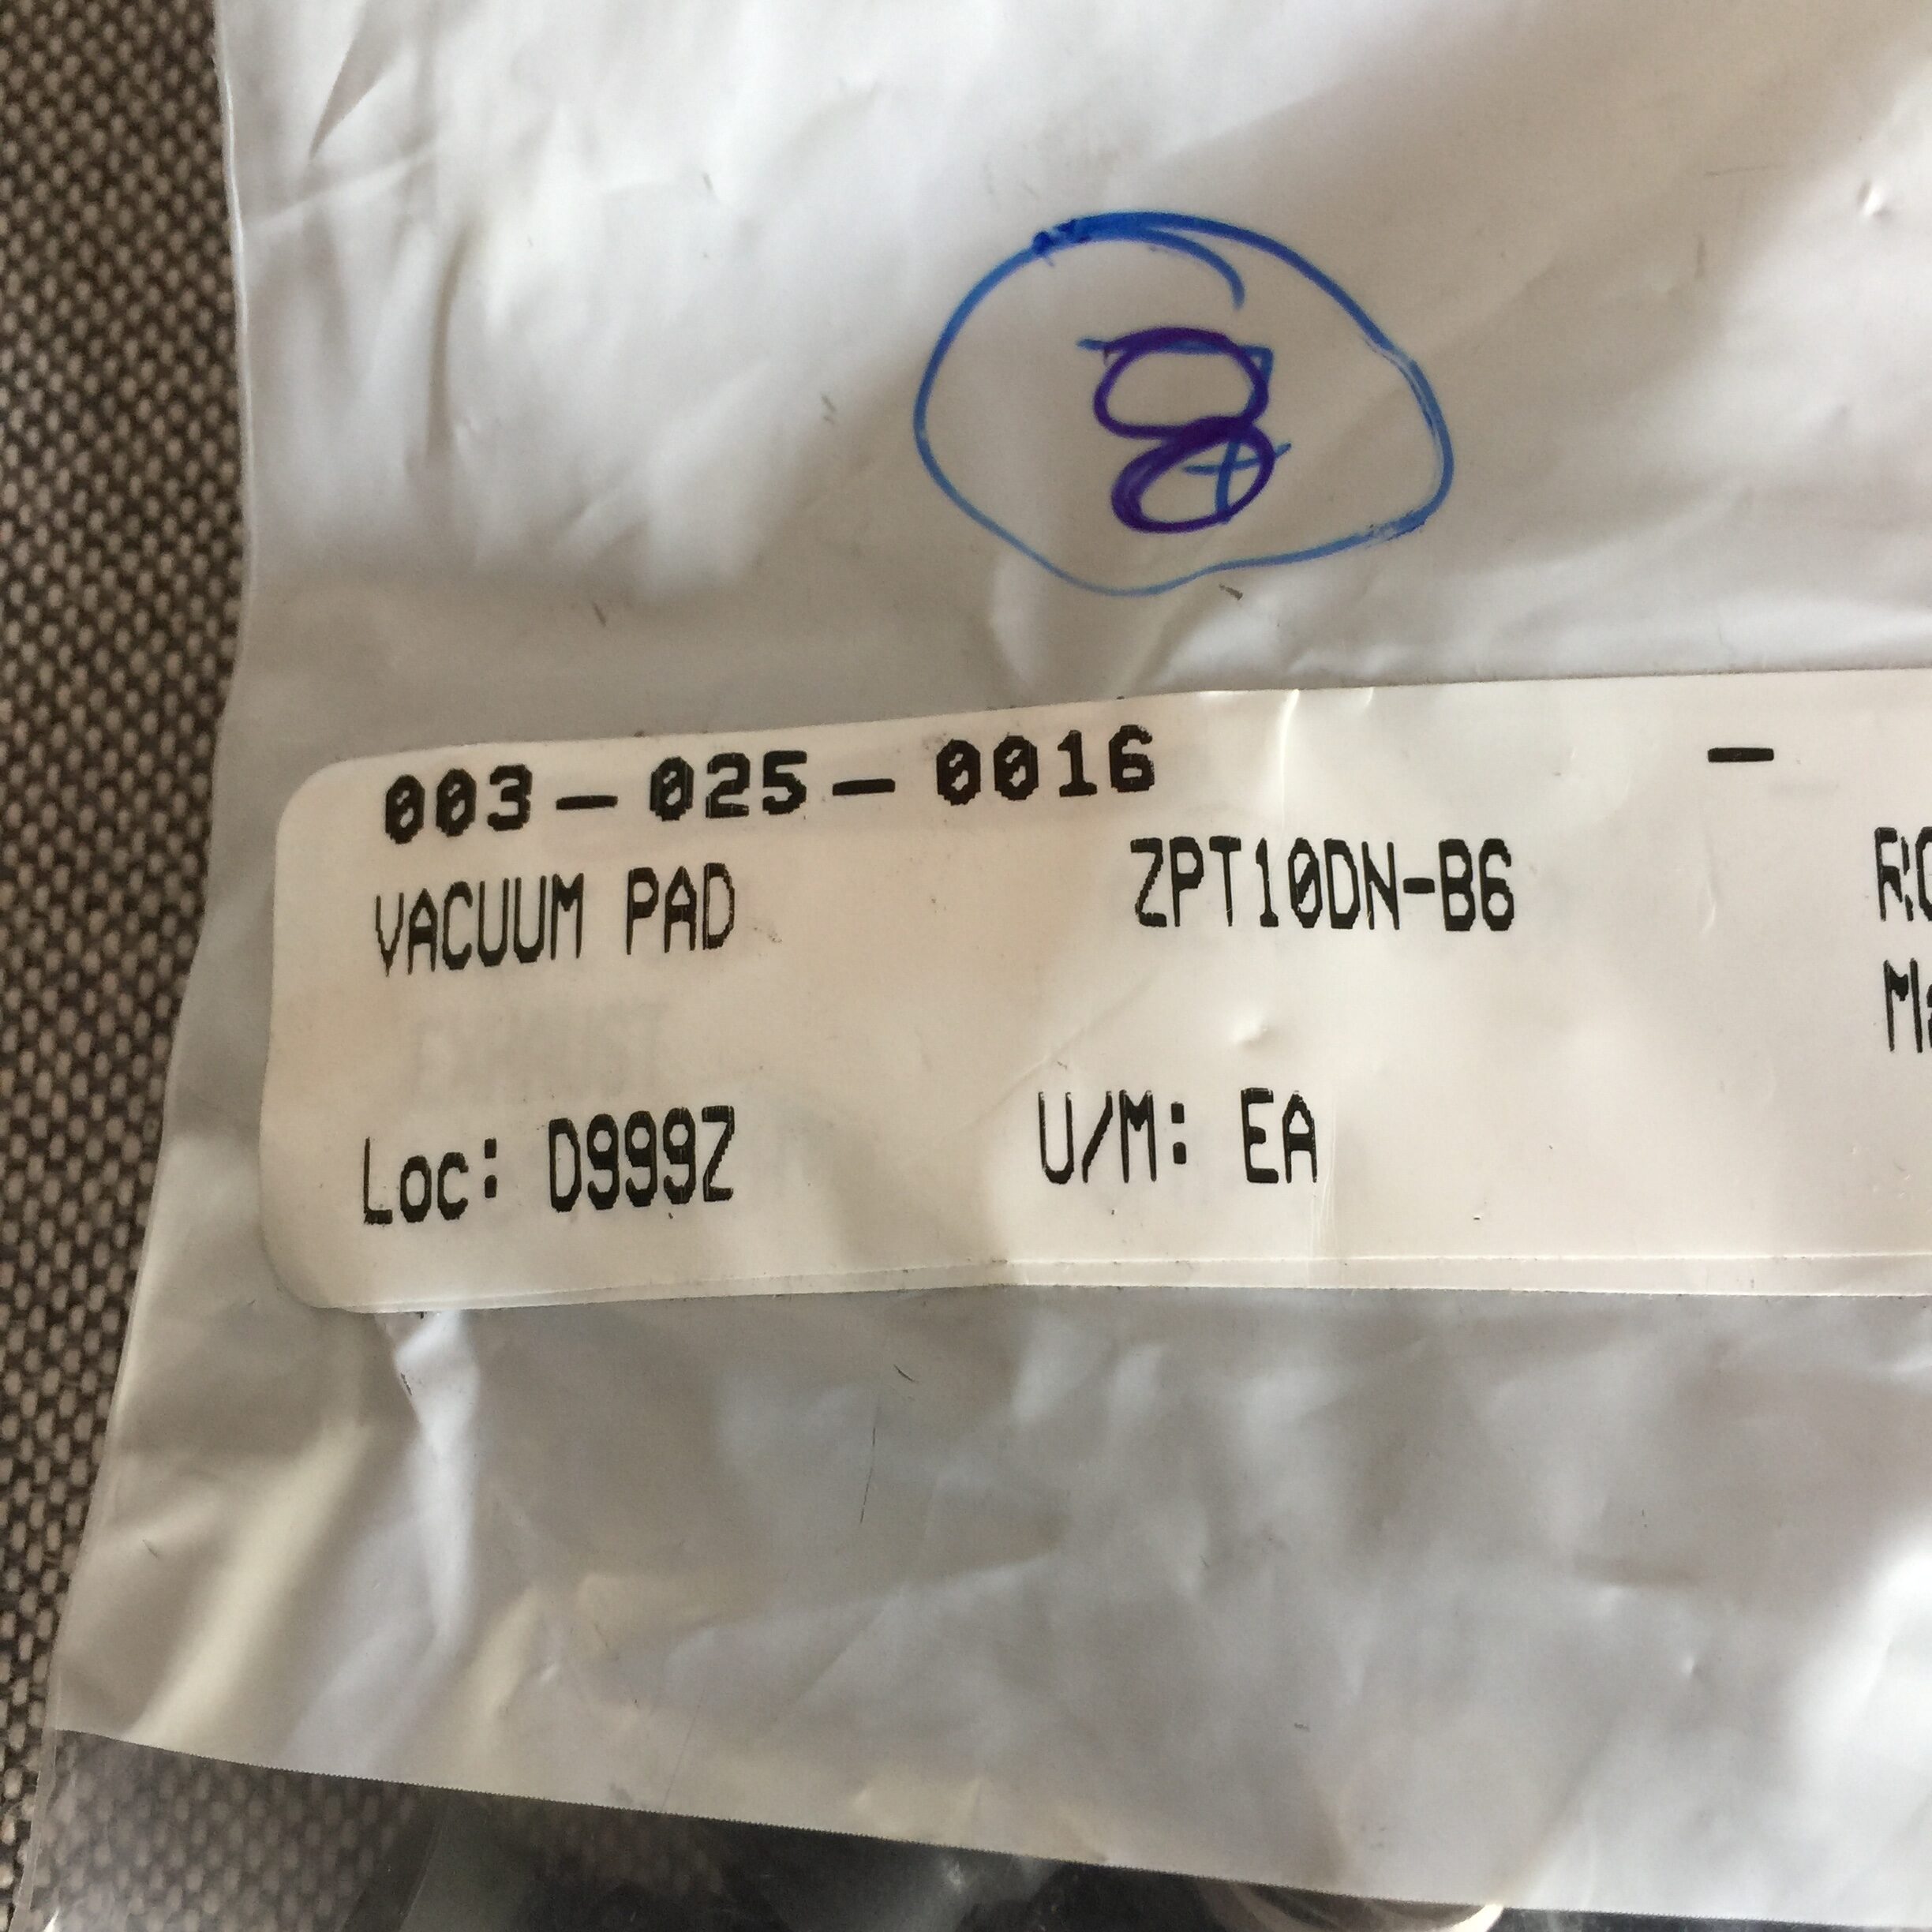 8
003-025-0016 -
VACUUM PAD ZPT10DN-B6
Loc: D999Z U/M: EA